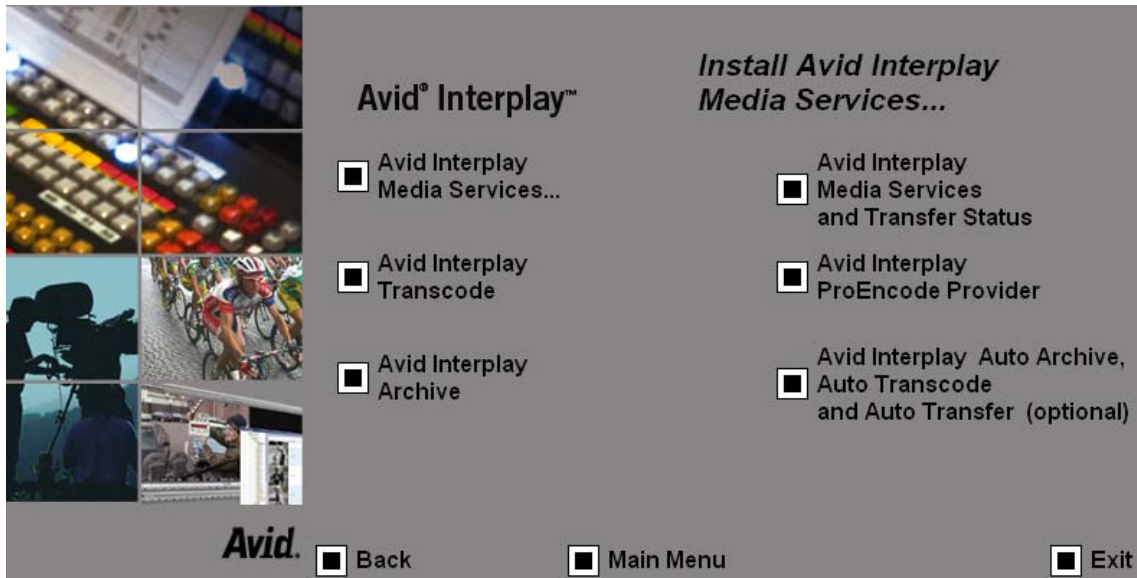 Avid® Interplay™
Install Avid Interplay
Media Services...
Avid Interplay
Media Services...
Avid Interplay
Transcode
Avid Interplay
Archive
Avid Interplay
Media Services
and Transfer Status
Avid Interplay
ProEncode Provider
Avid Interplay Auto Archive,
Auto Transcode
and Auto Transfer (optional)
Avid.
Back
Main Menu
Exit